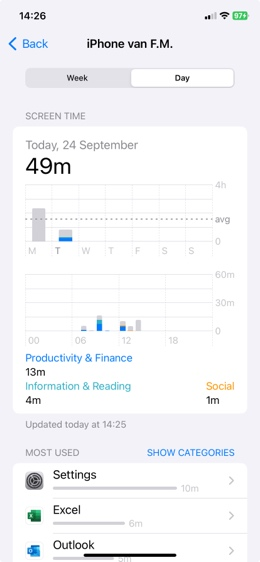 14:26
97+
Back
iPhone van F.M.
Week
Day
SCREEN TIME
Today, 24 September
49m
4h
avg
0
M T W T F S S
60m
30m
0
00 06 12 18
Productivity & Finance
13m
Information & Reading Social
4m 1m
Updated today at 14:25
MOST USED SHOW CATEGORIES
Settings
10m
Excel
6m
Outlook
5m